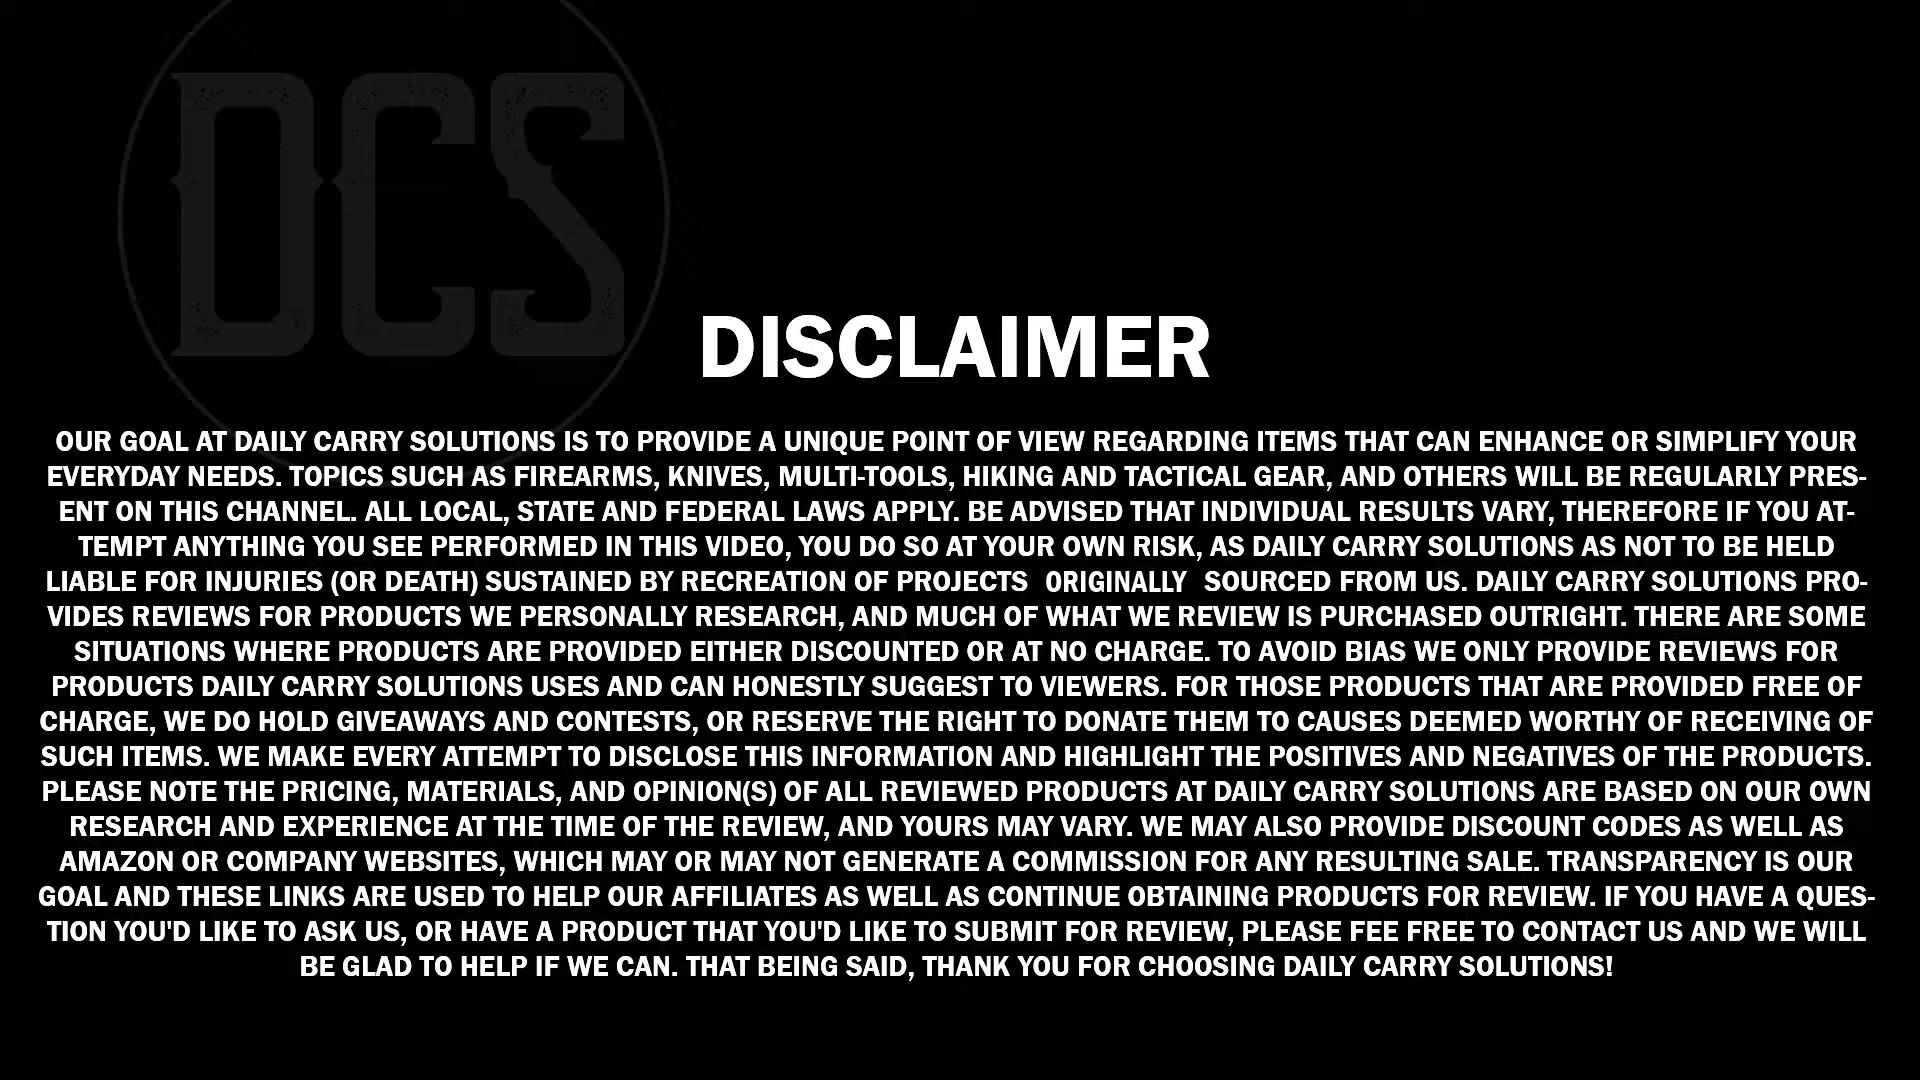 DCS
DISCLAIMER
OUR GOAL AT DAILY CARRY SOLUTIONS IS TO PROVIDE A UNIQUE POINT OF VIEW REGARDING ITEMS THAT CAN ENHANCE OR SIMPLIFY YOUR
EVERYDAY NEEDS. TOPICS SUCH AS FIREARMS, KNIVES, MULTI-TOOLS, HIKING AND TACTICAL GEAR, AND OTHERS WILL BE REGULARLY PRES-
ENT ON THIS CHANNEL. ALL LOCAL, STATE AND FEDERAL LAWS APPLY. BE ADVISED THAT INDIVIDUAL RESULTS VARY, THEREFORE IF YOU AT-
TEMPT ANYTHING YOU SEE PERFORMED IN THIS VIDEO, YOU DO SO AT YOUR OWN RISK, AS DAILY CARRY SOLUTIONS AS NOT TO BE HELD
LIABLE FOR INJURIES (OR DEATH) SUSTAINED BY RECREATION OF PROJECTS ORIGINALLY SOURCED FROM US. DAILY CARRY SOLUTIONS PRO-
VIDES REVIEWS FOR PRODUCTS WE PERSONALLY RESEARCH, AND MUCH OF WHAT WE REVIEW IS PURCHASED OUTRIGHT. THERE ARE SOME
SITUATIONS WHERE PRODUCTS ARE PROVIDED EITHER DISCOUNTED OR AT NO CHARGE. TO AVOID BIAS WE ONLY PROVIDE REVIEWS FOR
PRODUCTS DAILY CARRY SOLUTIONS USES AND CAN HONESTLY SUGGEST TO VIEWERS. FOR THOSE PRODUCTS THAT ARE PROVIDED FREE OF
CHARGE, WE DO HOLD GIVEAWAYS AND CONTESTS, OR RESERVE THE RIGHT TO DONATE THEM TO CAUSES DEEMED WORTHY OF RECEIVING OF
SUCH ITEMS. WE MAKE EVERY ATTEMPT TO DISCLOSE THIS INFORMATION AND HIGHLIGHT THE POSITIVES AND NEGATIVES OF THE PRODUCTS.
PLEASE NOTE THE PRICING, MATERIALS, AND OPINION(S) OF ALL REVIEWED PRODUCTS AT DAILY CARRY SOLUTIONS ARE BASED ON OUR OWN
RESEARCH AND EXPERIENCE AT THE TIME OF THE REVIEW, AND YOURS MAY VARY. WE MAY ALSO PROVIDE DISCOUNT CODES AS WELL AS
AMAZON OR COMPANY WEBSITES, WHICH MAY OR MAY NOT GENERATE A COMMISSION FOR ANY RESULTING SALE. TRANSPARENCY IS OUR
GOAL AND THESE LINKS ARE USED TO HELP OUR AFFILIATES AS WELL AS CONTINUE OBTAINING PRODUCTS FOR REVIEW. IF YOU HAVE A QUES-
TION YOU'D LIKE TO ASK US, OR HAVE A PRODUCT THAT YOU'D LIKE TO SUBMIT FOR REVIEW, PLEASE FEE FREE TO CONTACT US AND WE WILL
BE GLAD TO HELP IF WE CAN. THAT BEING SAID, THANK YOU FOR CHOOSING DAILY CARRY SOLUTIONS!